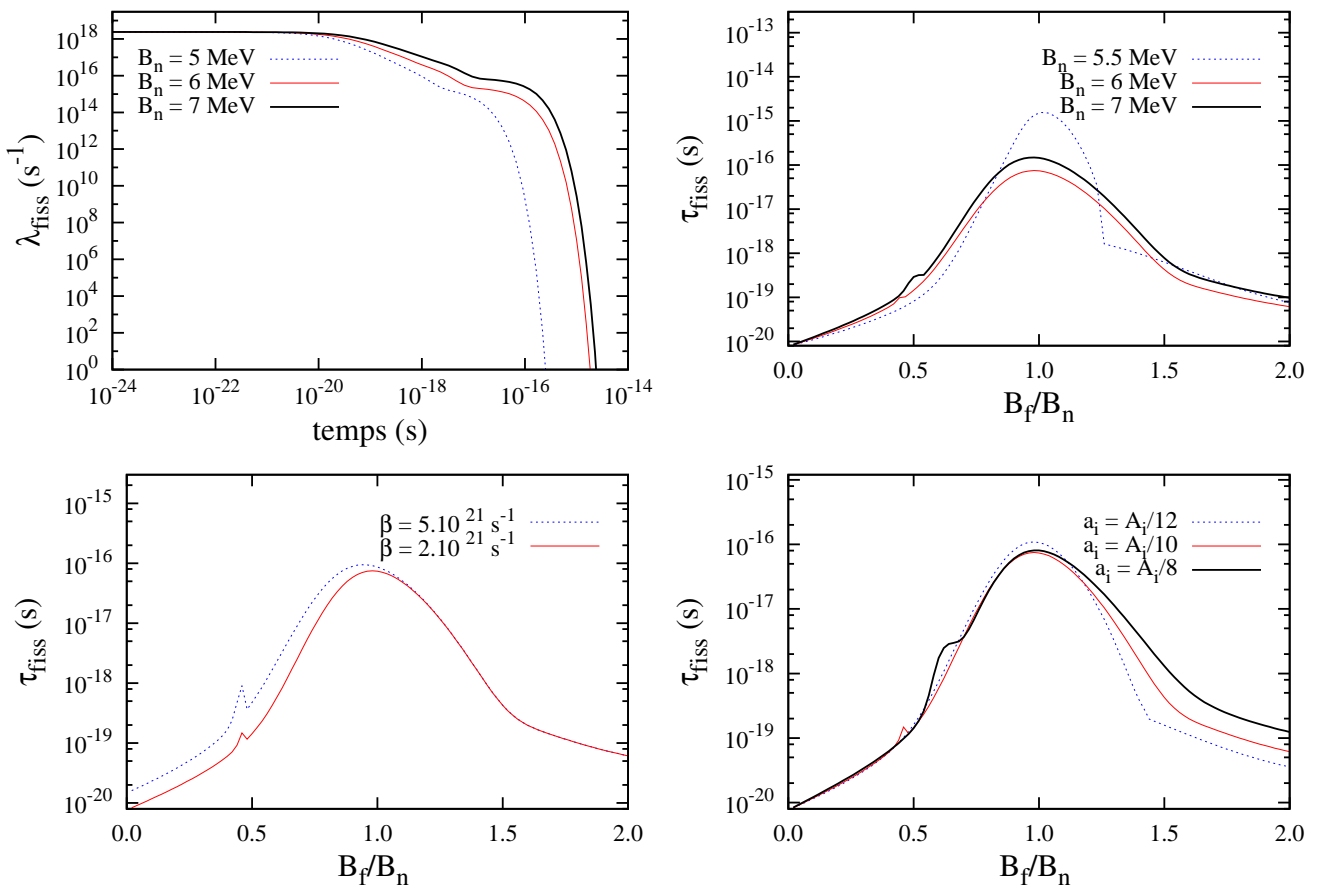 λ_fiss (s^-1)
10^18
10^16
10^14
10^12
10^10
10^8
10^6
10^4
10^2
10^0
B_n = 5 MeV
B_n = 6 MeV
B_n = 7 MeV
10^-24 10^-22 10^-20 10^-18 10^-16 10^-14
temps (s)
τ_fiss (s)
10^-13
10^-14
10^-15
10^-16
10^-17
10^-18
10^-19
10^-20
B_n = 5.5 MeV
B_n = 6 MeV
B_n = 7 MeV
0.0 0.5 1.0 1.5 2.0
B_f/B_n
τ_fiss (s)
10^-15
10^-16
10^-17
10^-18
10^-19
10^-20
β = 5.10^21 s^-1
β = 2.10^21 s^-1
0.0 0.5 1.0 1.5 2.0
B_f/B_n
τ_fiss (s)
10^-15
10^-16
10^-17
10^-18
10^-19
10^-20
a_i = A_i/12
a_i = A_i/10
a_i = A_i/8
0.0 0.5 1.0 1.5 2.0
B_f/B_n